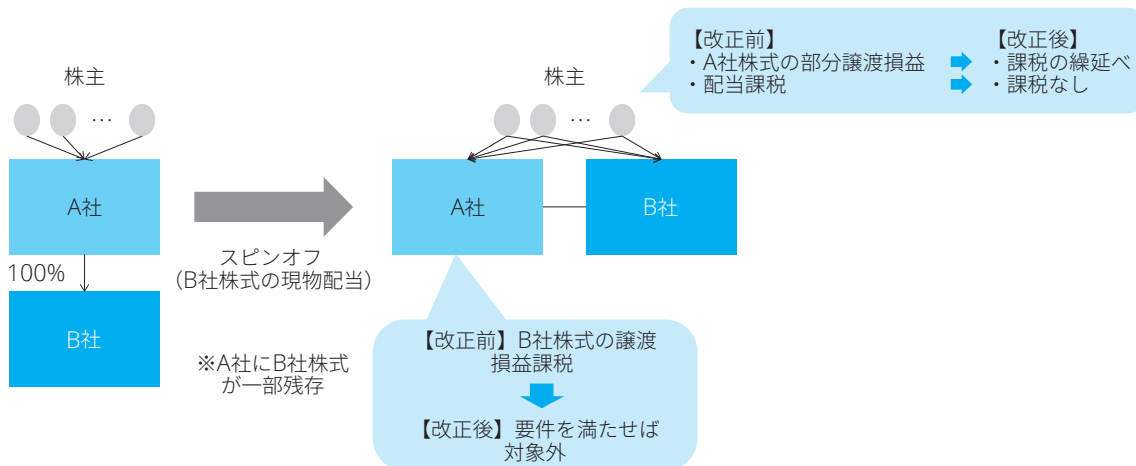 株主
…
A社
100%
B社
スピンオフ
（B社株式の現物配当）
※A社にB社株式
が一部残存
【改正前】
・A社株式の部分譲渡損益
・配当課税
【改正後】
・課税の繰延べ
・課税なし
株主
…
A社
B社
【改正前】B社株式の譲渡
損益課税
【改正後】要件を満たせば
対象外